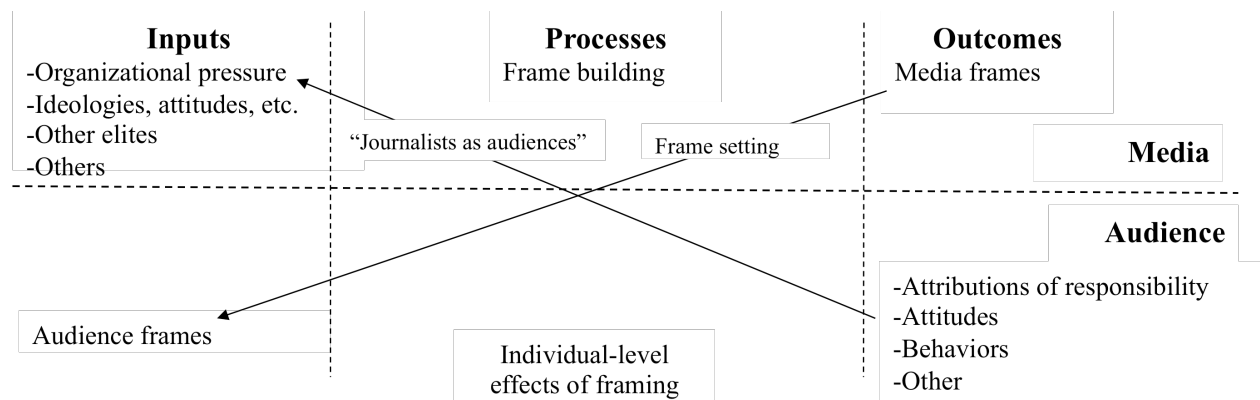 Inputs
-Organizational pressure
-Ideologies, attitudes, etc.
-Other elites
-Others
Processes
Frame building
Outcomes
Media frames
“Journalists as audiences”
Frame setting
Media
Audience
Audience frames
Individual-level
effects of framing
-Attributions of responsibility
-Attitudes
-Behaviors
-Other